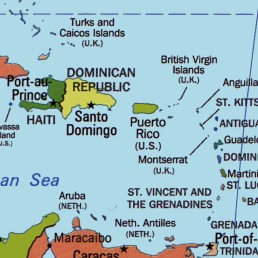 Turks and
Caicos Islands
(U.K.)
British Virgin
Islands
(U.K.)
DOMINICAN
REPUBLIC
Port-au-
Prince
HAITI
Santo
Domingo
Puerto
Rico
(U.S.)
Anguilla
ST. KITTS
ANTIGUA
Montserrat
(U.K.)
Guadel
DOMINI
Martini
ST. LU
BA
an Sea
Aruba
(NETH.)
ST. VINCENT AND
THE GRENADINES
Neth. Antilles
(NETH.)
GRENADA
Port-of-
TRINIDA
Maracaibo
Caracas
vassa
land
U.S.)